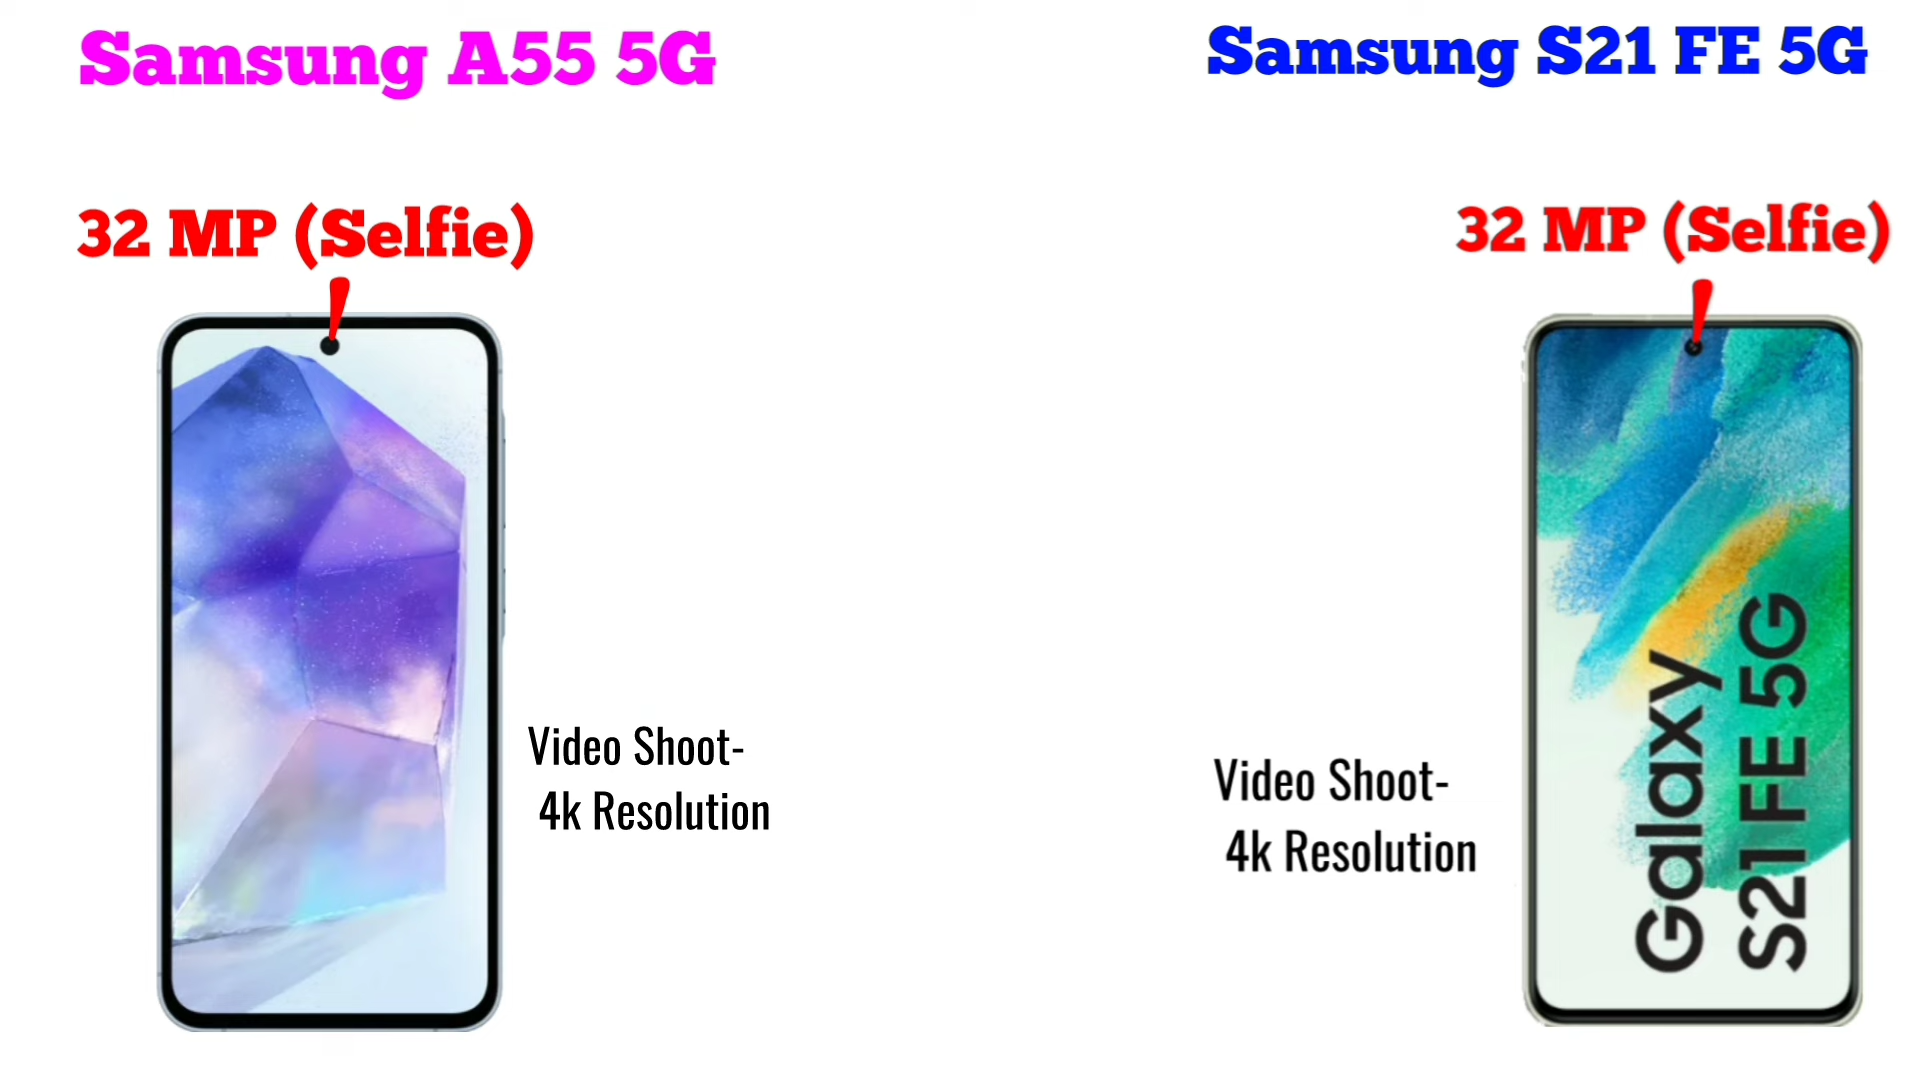 Samsung A55 5G
Samsung S21 FE 5G
32 MP (Selfie)
32 MP (Selfie)
Video Shoot-
4k Resolution
Video Shoot-
4k Resolution
Galaxy
S21 FE 5G